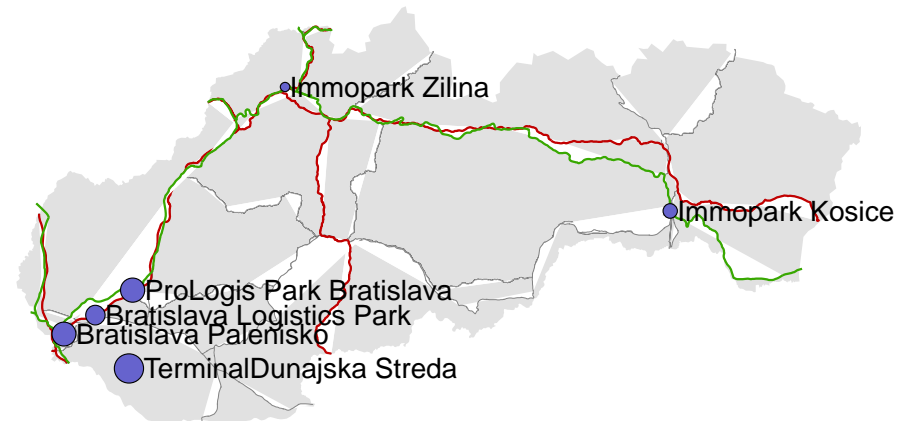 Immopark Zilina
Immopark Kosice
ProLogis Park Bratislava
Bratislava Logistics Park
Bratislava Palenisko
TerminalDunajska Streda